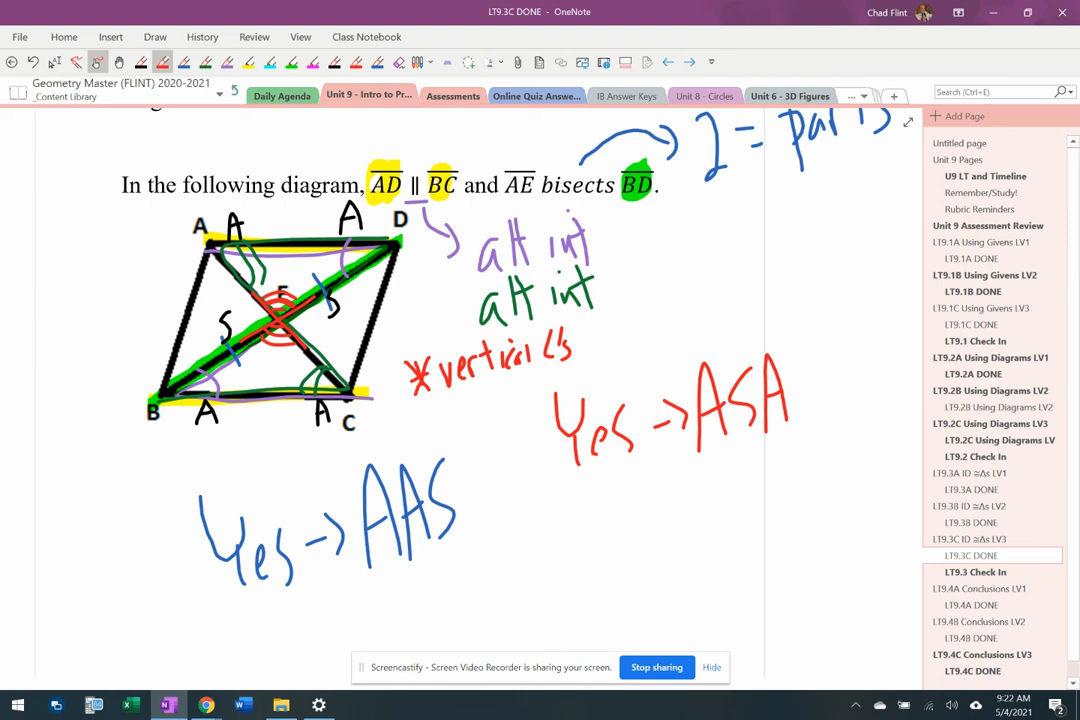 LT9.3C DONE - OneNote
Chad Flint
File Home Insert Draw History Review View Class Notebook
Geometry Master (FLINT) 2020-2021
_Content Library
Daily Agenda
Unit 9 - Intro to Pr...
Assessments
Online Quiz Answe...
IB Answer Keys
Unit 8 - Circles
Unit 6 - 3D Figures
...
Search (Ctrl+E)
2 = parts
In the following diagram, AD ∥ BC and AE bisects BD.
A A A D
alt int
alt int
E
S S
*vertical ∠'s
B A A C
Yes → ASA
Yes → AAS
Add Page
Untitled page
Unit 9 Pages
U9 LT and Timeline
Remember/Study!
Rubric Reminders
Unit 9 Assessment Review
LT9.1A Using Givens LV1
LT9.1A DONE
LT9.1B Using Givens LV2
LT9.1B DONE
LT9.1C Using Givens LV3
LT9.1C DONE
LT9.1 Check In
LT9.2A Using Diagrams LV1
LT9.2A DONE
LT9.2B Using Diagrams LV2
LT9.2B Using Diagrams LV2
LT9.2C Using Diagrams LV3
LT9.2C Using Diagrams LV
LT9.2 Check In
LT9.3A ID ≅∆s LV1
LT9.3A DONE
LT9.3B ID ≅∆s LV2
LT9.3B DONE
LT9.3C ID ≅∆s LV3
LT9.3C DONE
LT9.3 Check In
LT9.4A Conclusions LV1
LT9.4A DONE
LT9.4B Conclusions LV2
LT9.4B DONE
LT9.4C Conclusions LV3
LT9.4C DONE
Screencastify - Screen Video Recorder is sharing your screen.
Stop sharing
Hide
9:22 AM
5/4/2021
2